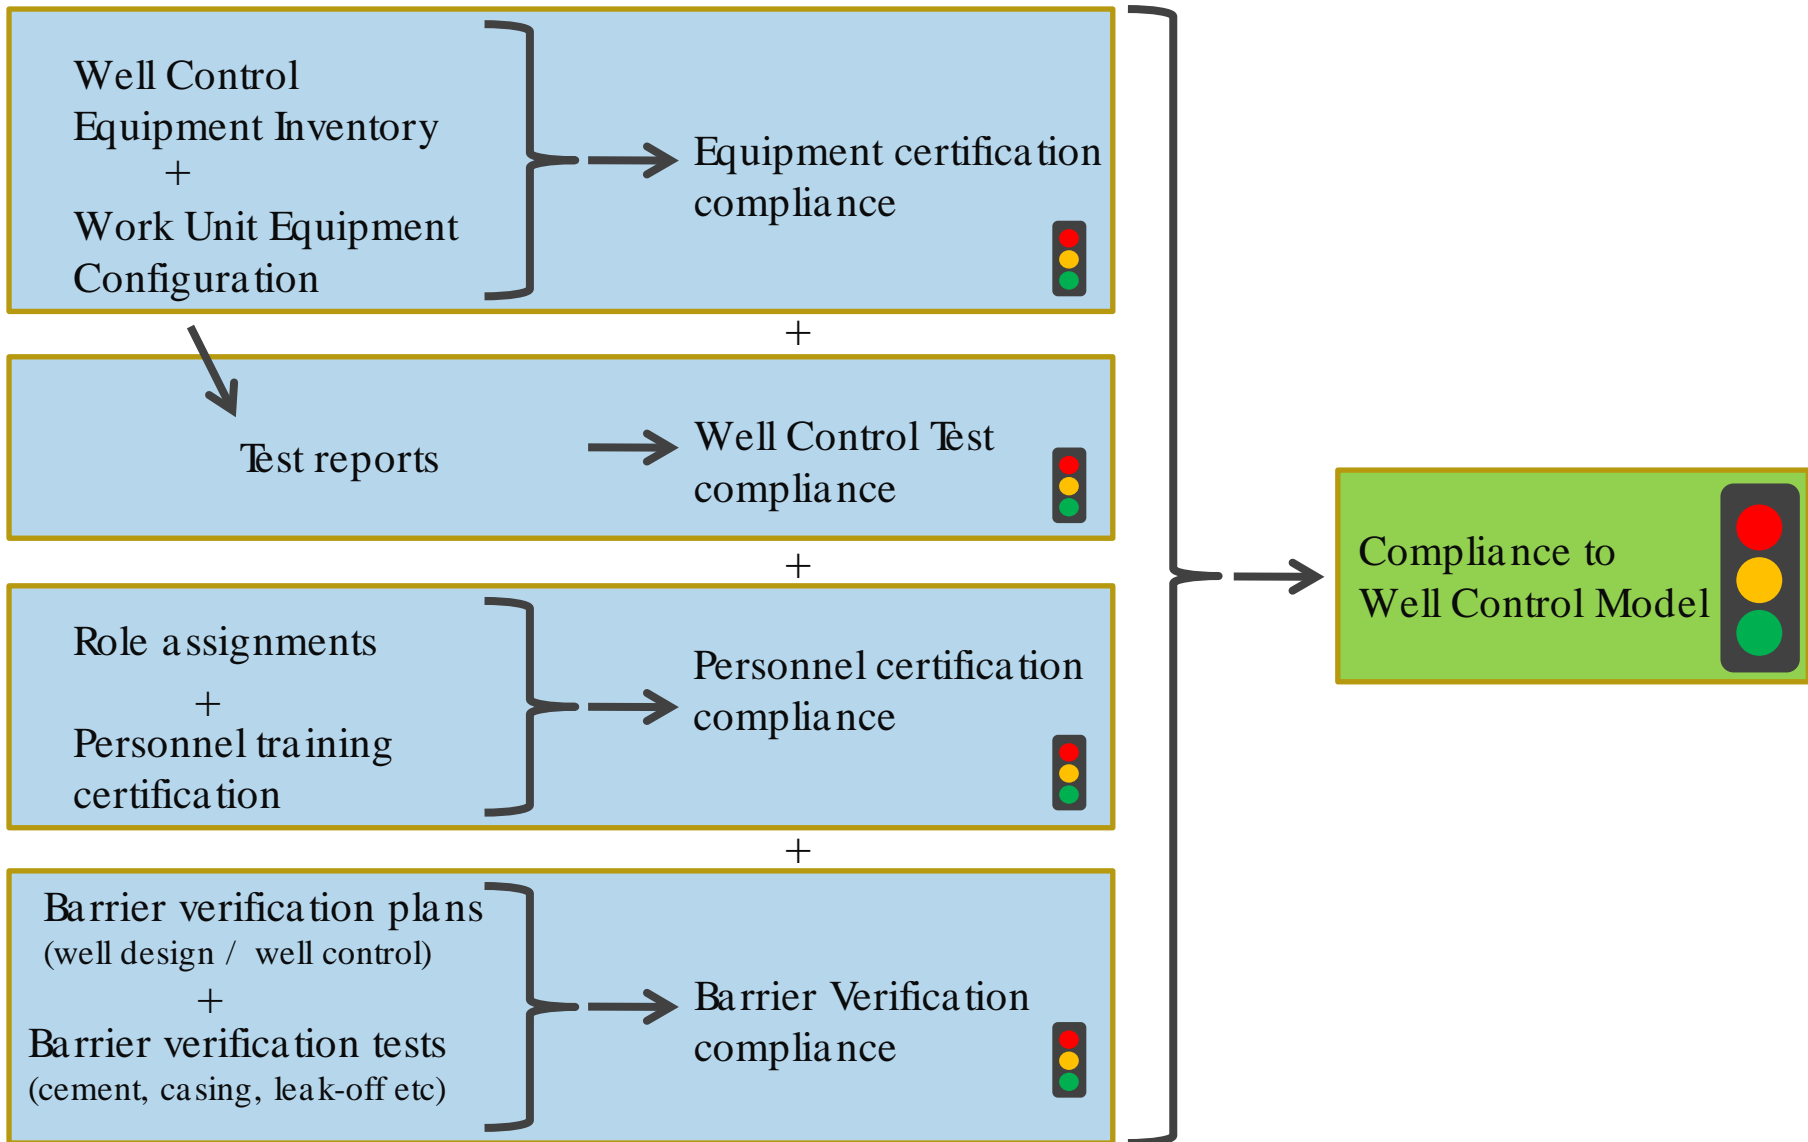 Well Control
Equipment Inventory
+
Work Unit Equipment
Configuration
Equipment certification
compliance
+
Test reports
Well Control Test
compliance
+
Role assignments
+
Personnel training
certification
Personnel certification
compliance
+
Barrier verification plans
(well design / well control)
+
Barrier verification tests
(cement, casing, leak-off etc)
Barrier Verification
compliance
Compliance to
Well Control Model